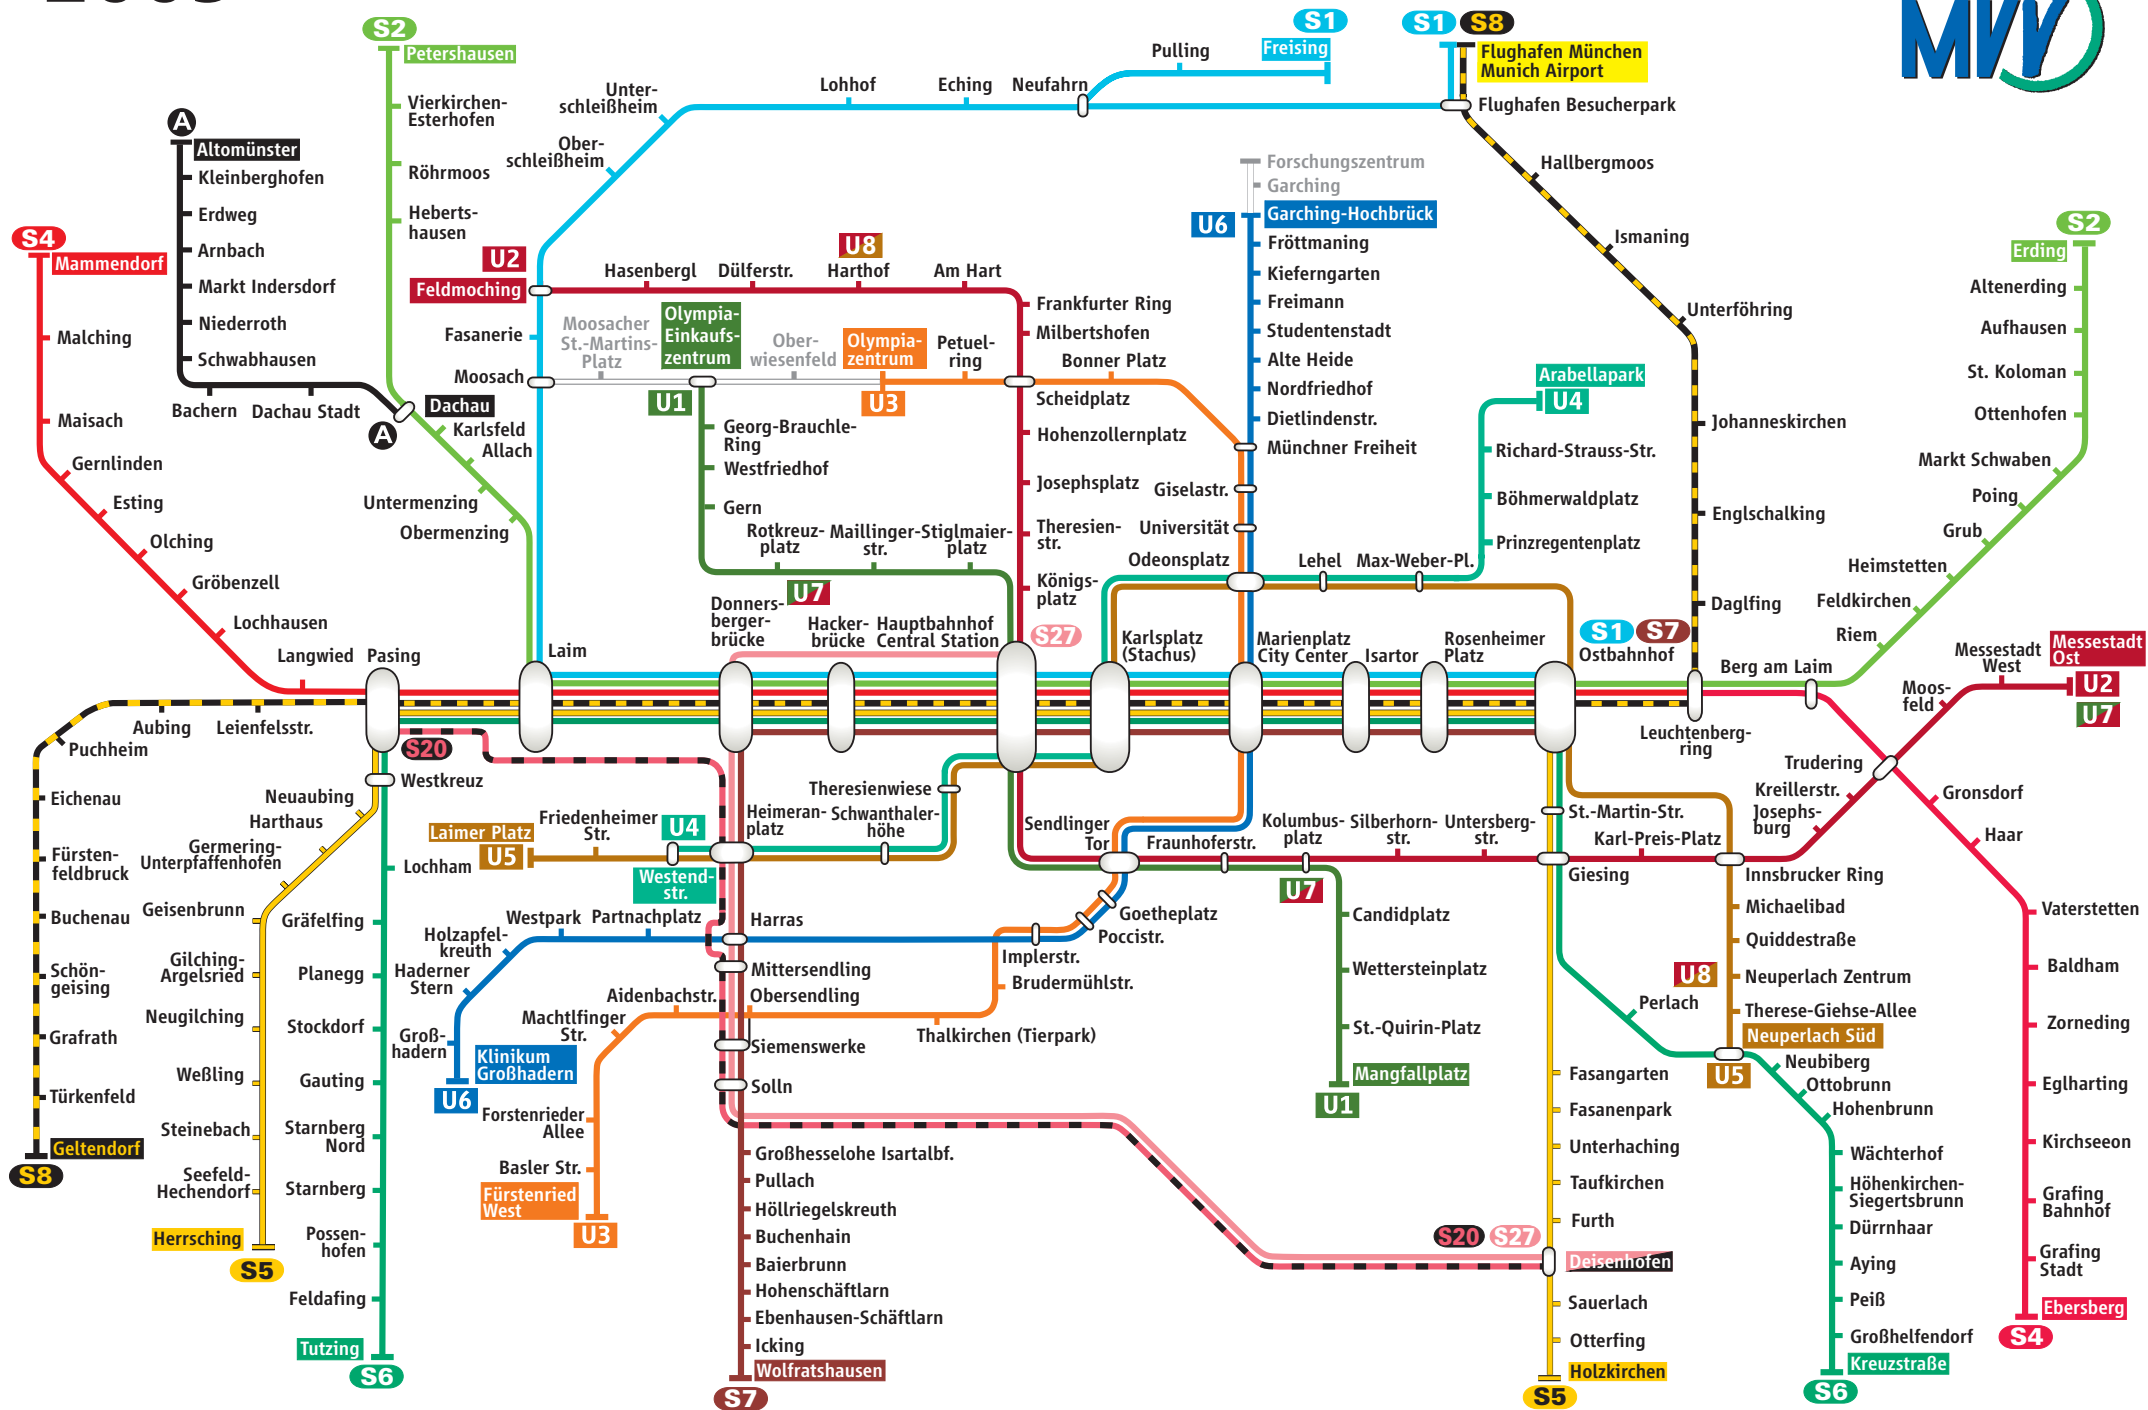 S2
Petershausen
Vierkirchen-
Esterhofen
Röhrmoos
Heberts-
hausen
A
Altomünster
Kleinberghofen
Erdweg
Arnbach
Markt Indersdorf
Niederroth
Schwabhausen
Bachern
Dachau Stadt
Dachau
A
Karlsfeld
Allach
Untermenzing
Obermenzing
S4
Mammendorf
Malching
Maisach
Gernlinden
Esting
Olching
Gröbenzell
Lochhausen
Langwied
Pasing
S1
Freising
Pulling
Neufahrn
Eching
Lohhof
Unter-
schleißheim
Ober-
schleißheim
S1
S8
Flughafen München
Munich Airport
Flughafen Besucherpark
Hallbergmoos
Ismaning
Unterföhring
Johanneskirchen
Englschalking
Daglfing
MVV
U2
Feldmoching
Hasenbergl
Dülferstr.
U8
Harthof
Am Hart
Frankfurter Ring
Milbertshofen
Fasanerie
Moosach
Moosacher
St.-Martins-
Platz
Olympia-
Einkaufs-
zentrum
U1
Ober-
wiesenfeld
Olympia-
zentrum
U3
Petuel-
ring
Scheidplatz
Bonner Platz
Hohenzollernplatz
Josephsplatz
Theresien-
str.
Königs-
platz
Georg-Brauchle-
Ring
Westfriedhof
Gern
Rotkreuz-
platz
Maillinger-
str.
Stiglmaier-
platz
U7
Forschungszentrum
Garching
U6
Garching-Hochbrück
Fröttmaning
Kieferngarten
Freimann
Studentenstadt
Alte Heide
Nordfriedhof
Dietlindenstr.
Münchner Freiheit
Giselastr.
Universität
Odeonsplatz
Lehel
Max-Weber-Pl.
Arabellapark
U4
Richard-Strauss-Str.
Böhmerwaldplatz
Prinzregentenplatz
S2
Erding
Altenerding
Aufhausen
St. Koloman
Ottenhofen
Markt Schwaben
Poing
Grub
Heimstetten
Feldkirchen
Riem
Berg am Laim
Laim
Donners-
berger-
brücke
Hacker-
brücke
Hauptbahnhof
Central Station
S27
Karlsplatz
(Stachus)
Marienplatz
City Center
Isartor
Rosenheimer
Platz
S1
S7
Ostbahnhof
Leuchtenberg-
ring
Messestadt
West
Messestadt
Ost
U2
U7
Moos-
feld
Trudering
Kreillerstr.
Josephs-
burg
Gronsdorf
Haar
Vaterstetten
Baldham
Zorneding
Eglharting
Kirchseeon
Grafing
Bahnhof
Grafing
Stadt
Ebersberg
S4
Aubing
Leienfelsstr.
Puchheim
Eichenau
Fürsten-
feldbruck
Buchenau
Schön-
geising
Grafrath
Türkenfeld
Geltendorf
S8
S20
Westkreuz
Neuaubing
Harthaus
Germering-
Unterpfaffenhofen
Geisenbrunn
Gilching-
Argelsried
Neugilching
Weßling
Steinebach
Seefeld-
Hechendorf
Herrsching
S5
Lochham
Gräfelfing
Planegg
Stockdorf
Gauting
Starnberg
Nord
Starnberg
Possen-
hofen
Feldafing
Tutzing
S6
Laimer Platz
U5
Friedenheimer
Str.
U4
Westend-
str.
Heimeran-
platz
Schwanthaler-
höhe
Theresienwiese
Sendlinger
Tor
Fraunhoferstr.
Kolumbus-
platz
U7
Silberhorn-
str.
Untersberg-
str.
Giesing
St.-Martin-Str.
Karl-Preis-Platz
Innsbrucker Ring
Michaelibad
Quiddestraße
U8
Neuperlach Zentrum
Therese-Giehse-Allee
Neuperlach Süd
U5
Perlach
Neubiberg
Ottobrunn
Hohenbrunn
Wächterhof
Höhenkirchen-
Siegertsbrunn
Dürrnhaar
Aying
Peiß
Großhelfendorf
Kreuzstraße
S6
Goetheplatz
Poccistr.
Implerstr.
Brudermühlstr.
Thalkirchen (Tierpark)
Candidplatz
Wettersteinplatz
St.-Quirin-Platz
Mangfallplatz
U1
Harras
Mittersendling
Obersendling
Siemenswerke
Solln
Partnachplatz
Westpark
Holzapfel-
kreuth
Haderner
Stern
Groß-
hadern
Klinikum
Großhadern
U6
Aidenbachstr.
Machtlfinger
Str.
Forstenrieder
Allee
Basler Str.
Fürstenried
West
U3
Großhesselohe Isartalbf.
Pullach
Höllriegelskreuth
Buchenhain
Baierbrunn
Hohenschäftlarn
Ebenhausen-Schäftlarn
Icking
Wolfratshausen
S7
Fasangarten
Fasanenpark
Unterhaching
Taufkirchen
Furth
S20
S27
Deisenhofen
Sauerlach
Otterfing
Holzkirchen
S5